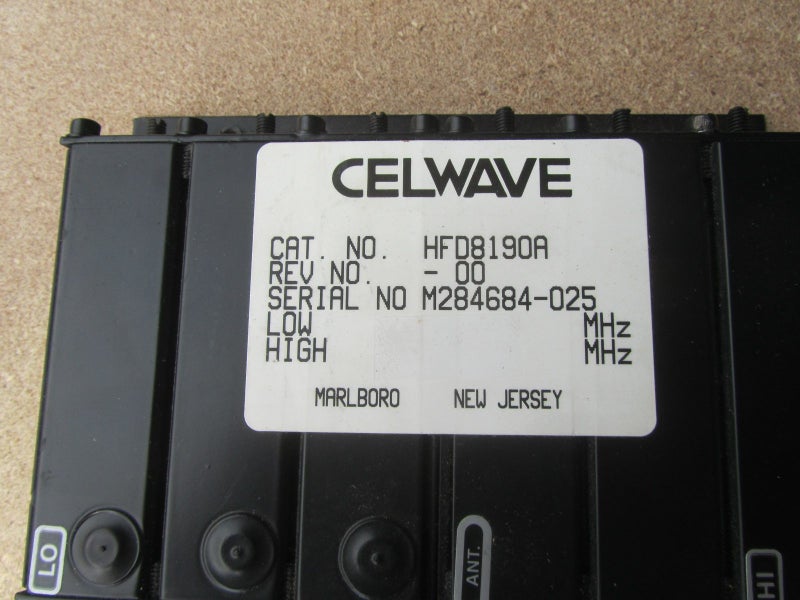 CELWAVE
CAT. NO. HFD8190A
REV NO. - 00
SERIAL NO M284684-025
LOW MHz
HIGH MHz
MARLBORO NEW JERSEY
LO
ANT.
HI